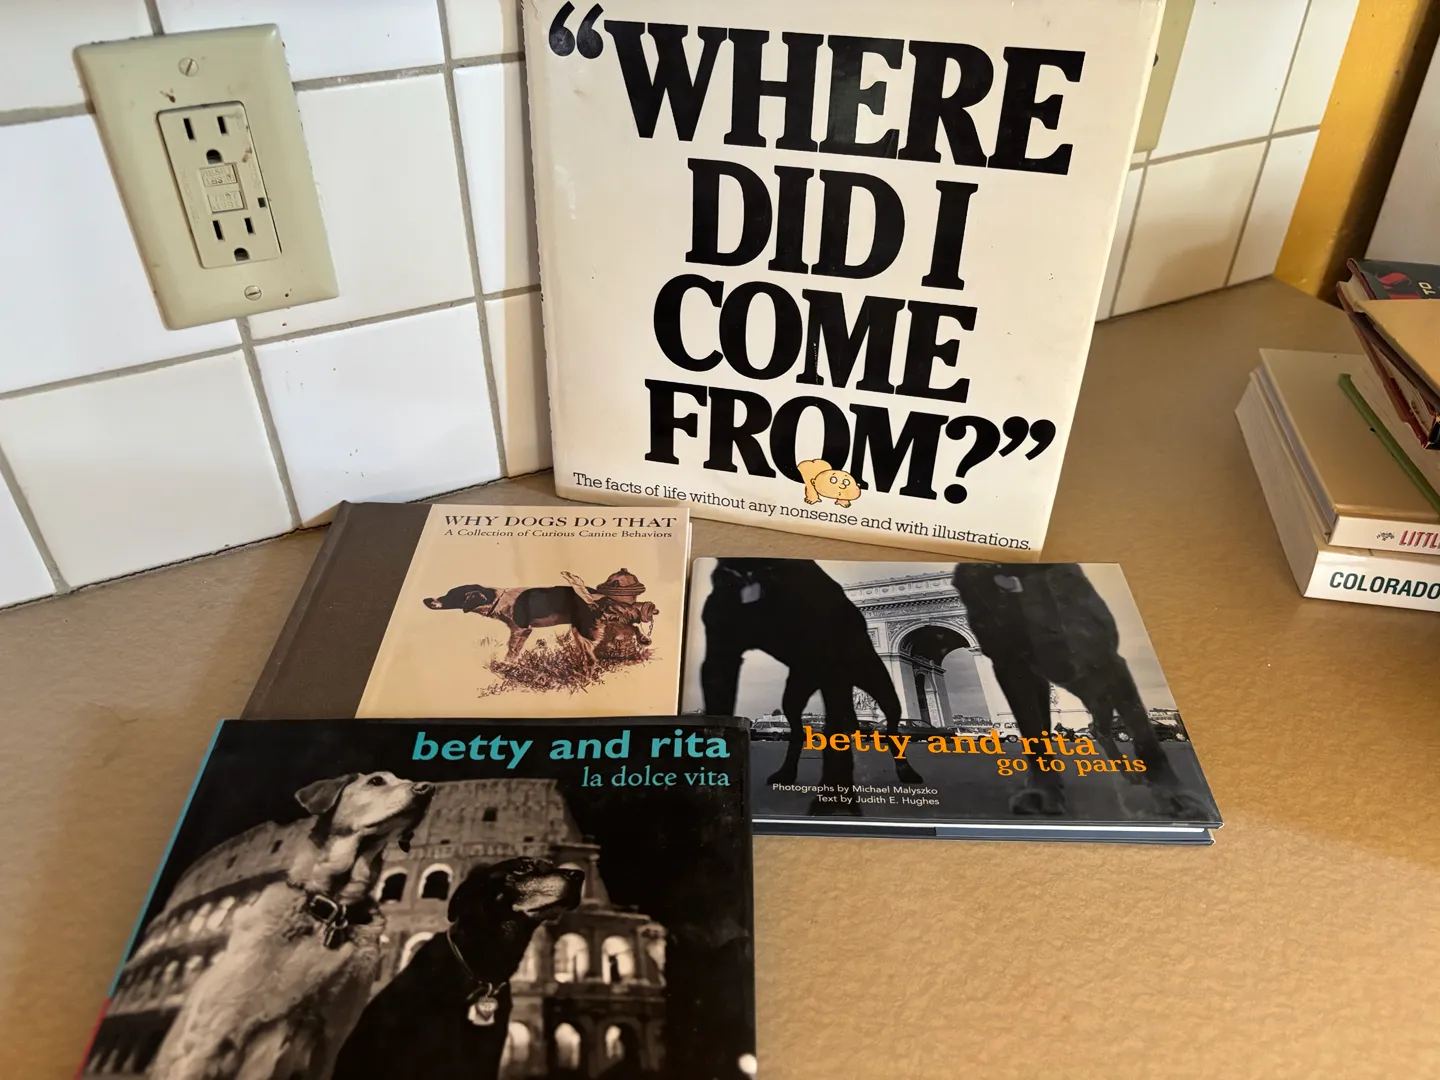 “WHERE
DID I
COME
FROM?”
The facts of life without any nonsense and with illustrations.
WHY DOGS DO THAT
A Collection of Curious Canine Behaviors
betty and rita
go to paris
Photographs by Michael Malyszko
Text by Judith E. Hughes
betty and rita
la dolce vita
TO
LITTL
COLORADO